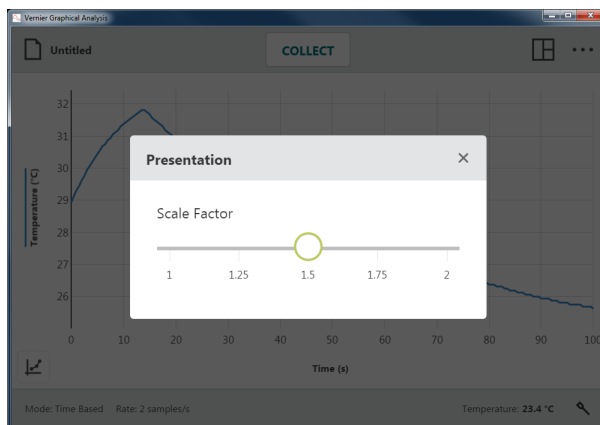 Vernier Graphical Analysis
Untitled
COLLECT
32
31
30
29
28
27
26
Temperature (°C)
Presentation
Scale Factor
1 1.25 1.5 1.75 2
0 10 20 30 40 50 60 70 80 90 100
Time (s)
Mode: Time Based Rate: 2 samples/s Temperature: 23.4 °C